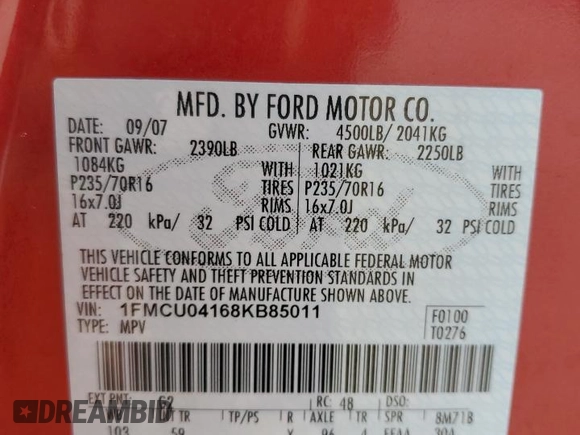 MFD. BY FORD MOTOR CO.
DATE: 09/07 GVWR: 4500LB/ 2041KG
FRONT GAWR: 2390LB REAR GAWR: 2250LB
1084KG WITH 1021KG WITH
P235/70R16 TIRES P235/70R16 TIRES
16x7.0J RIMS 16x7.0J RIMS
AT 220 kPa/ 32 PSI COLD AT 220 kPa/ 32 PSI COLD
THIS VEHICLE CONFORMS TO ALL APPLICABLE FEDERAL MOTOR
VEHICLE SAFETY AND THEFT PREVENTION STANDARDS IN
EFFECT ON THE DATE OF MANUFACTURE SHOWN ABOVE.
VIN: 1FMCU04168KB85011 F0100
TYPE: MPV T0276
EXT PNT: RC: 48 DSO:
TR TP/PS R AXLE TR SPR 8M718
DREAMBID